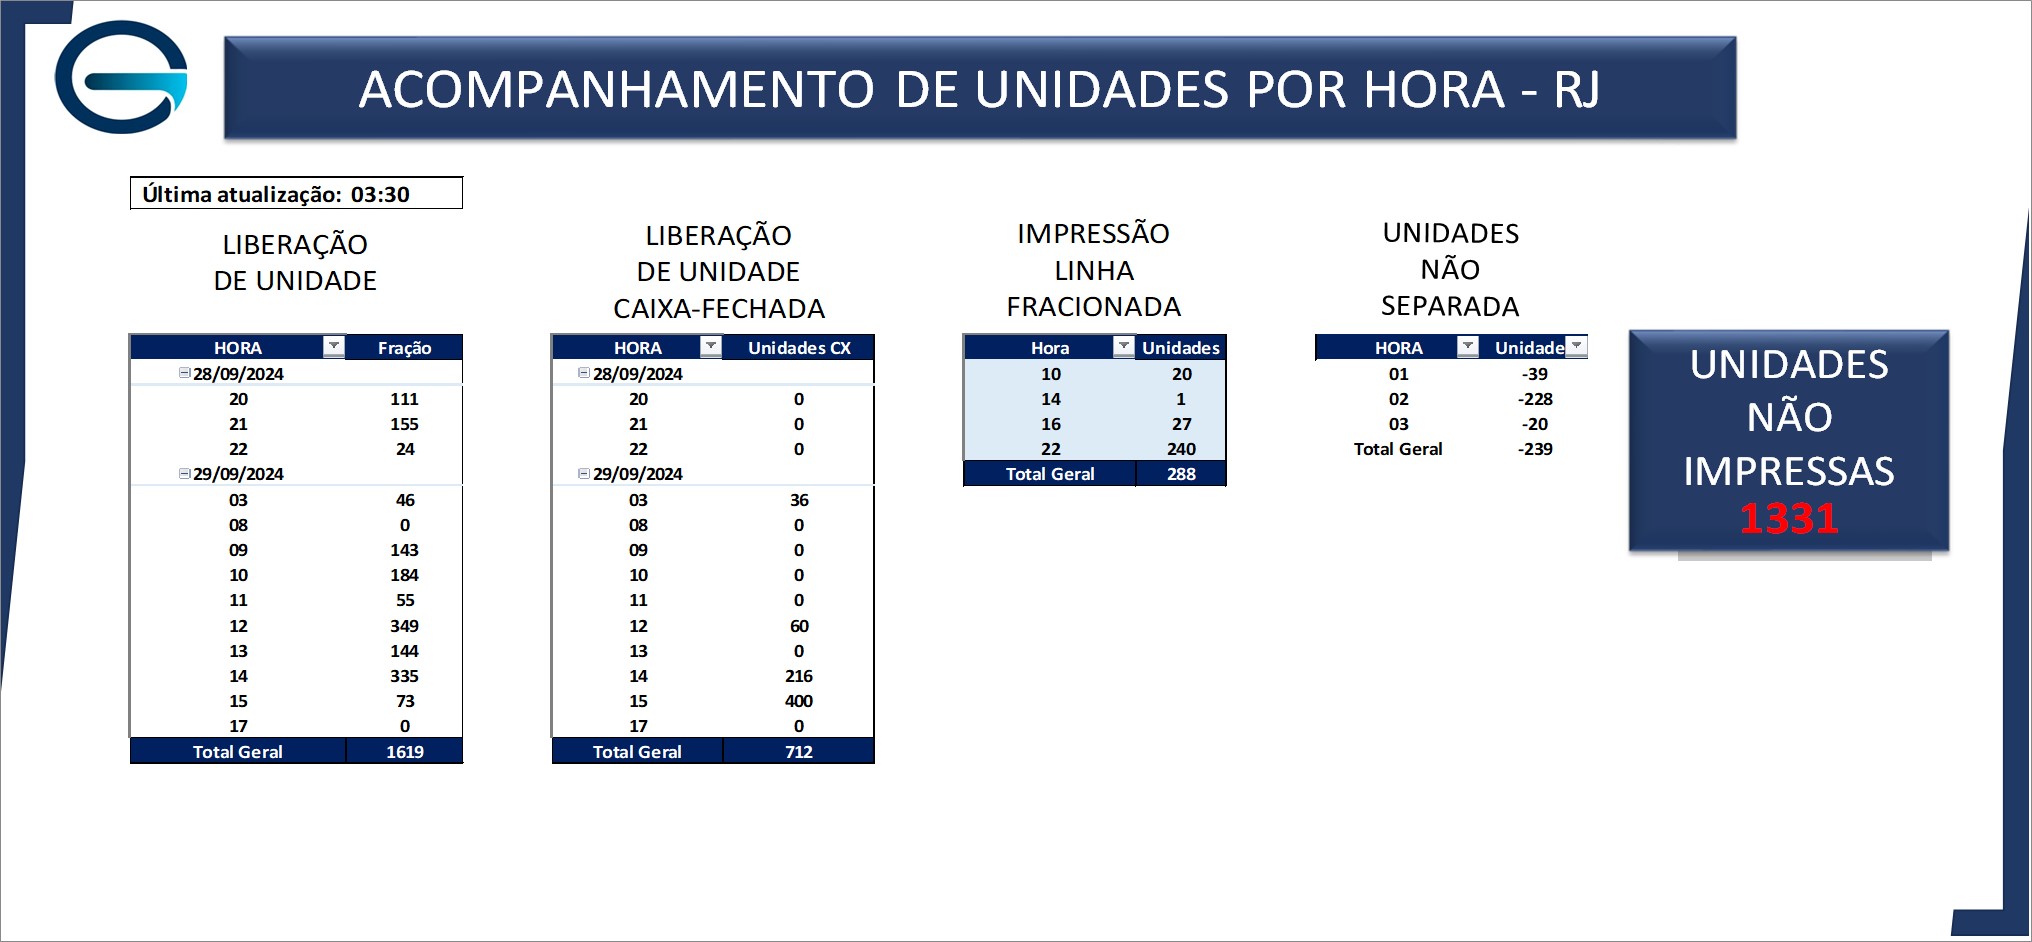 ACOMPANHAMENTO DE UNIDADES POR HORA - RJ
Última atualização: 03:30
LIBERAÇÃO
DE UNIDADE
HORA Fração
28/09/2024
20 111
21 155
22 24
29/09/2024
03 46
08 0
09 143
10 184
11 55
12 349
13 144
14 335
15 73
17 0
Total Geral 1619
LIBERAÇÃO
DE UNIDADE
CAIXA-FECHADA
HORA Unidades CX
28/09/2024
20 0
21 0
22 0
29/09/2024
03 36
08 0
09 0
10 0
11 0
12 60
13 0
14 216
15 400
17 0
Total Geral 712
IMPRESSÃO
LINHA
FRACIONADA
Hora Unidades
10 20
14 1
16 27
22 240
Total Geral 288
UNIDADES
NÃO
SEPARADA
HORA Unidade
01 -39
02 -228
03 -20
Total Geral -239
UNIDADES
NÃO
IMPRESSAS
1331